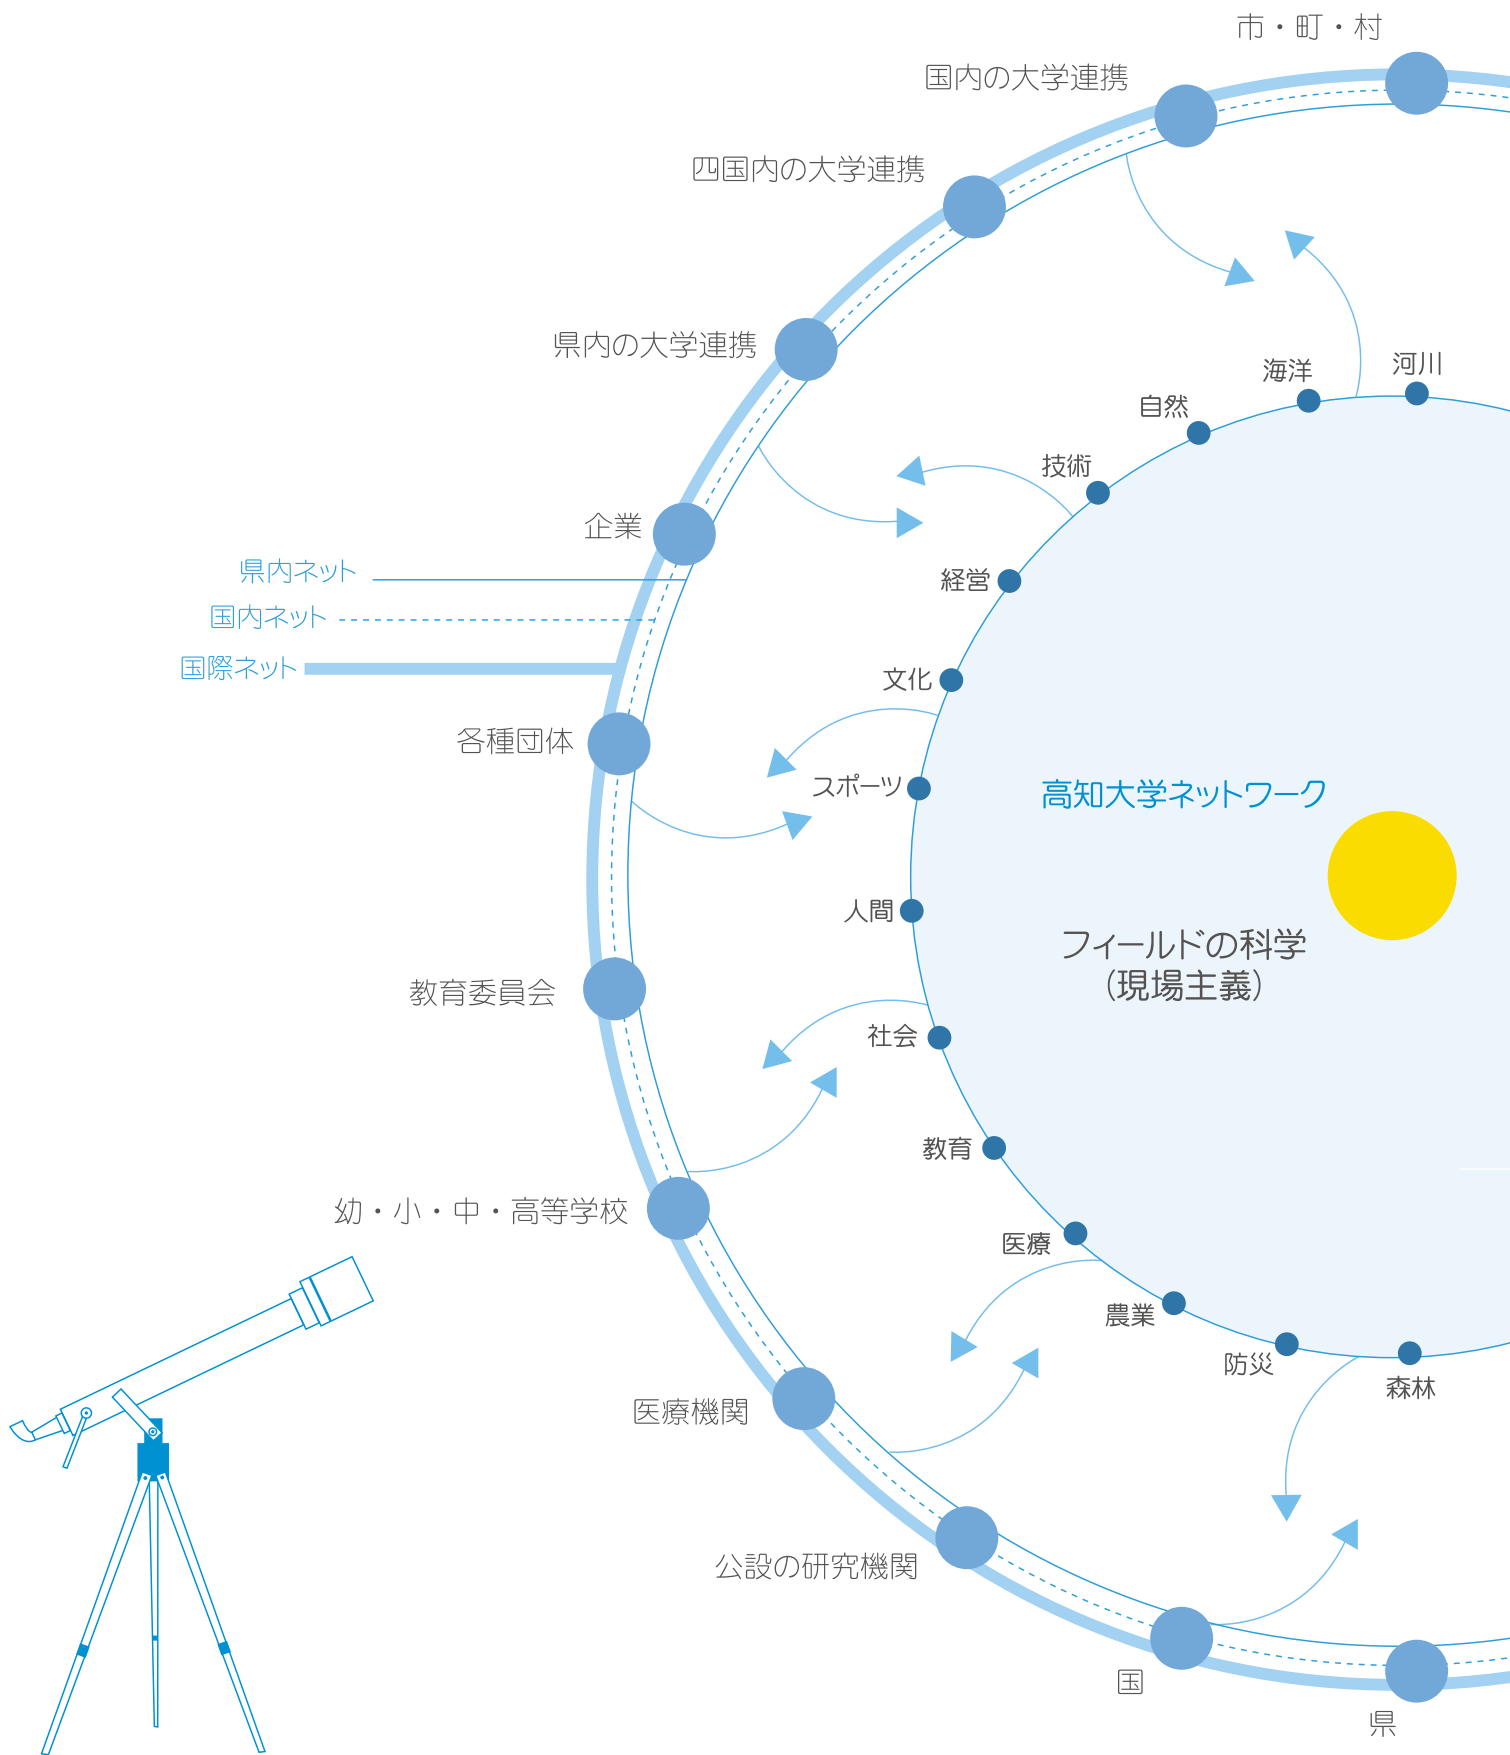 市・町・村
国内の大学連携
四国内の大学連携
県内の大学連携
企業
県内ネット
国内ネット
国際ネット
各種団体
教育委員会
幼・小・中・高等学校
医療機関
公設の研究機関
国
県
河川
海洋
自然
技術
経営
文化
スポーツ
人間
社会
教育
医療
農業
防災
森林
高知大学ネットワーク
フィールドの科学
(現場主義)